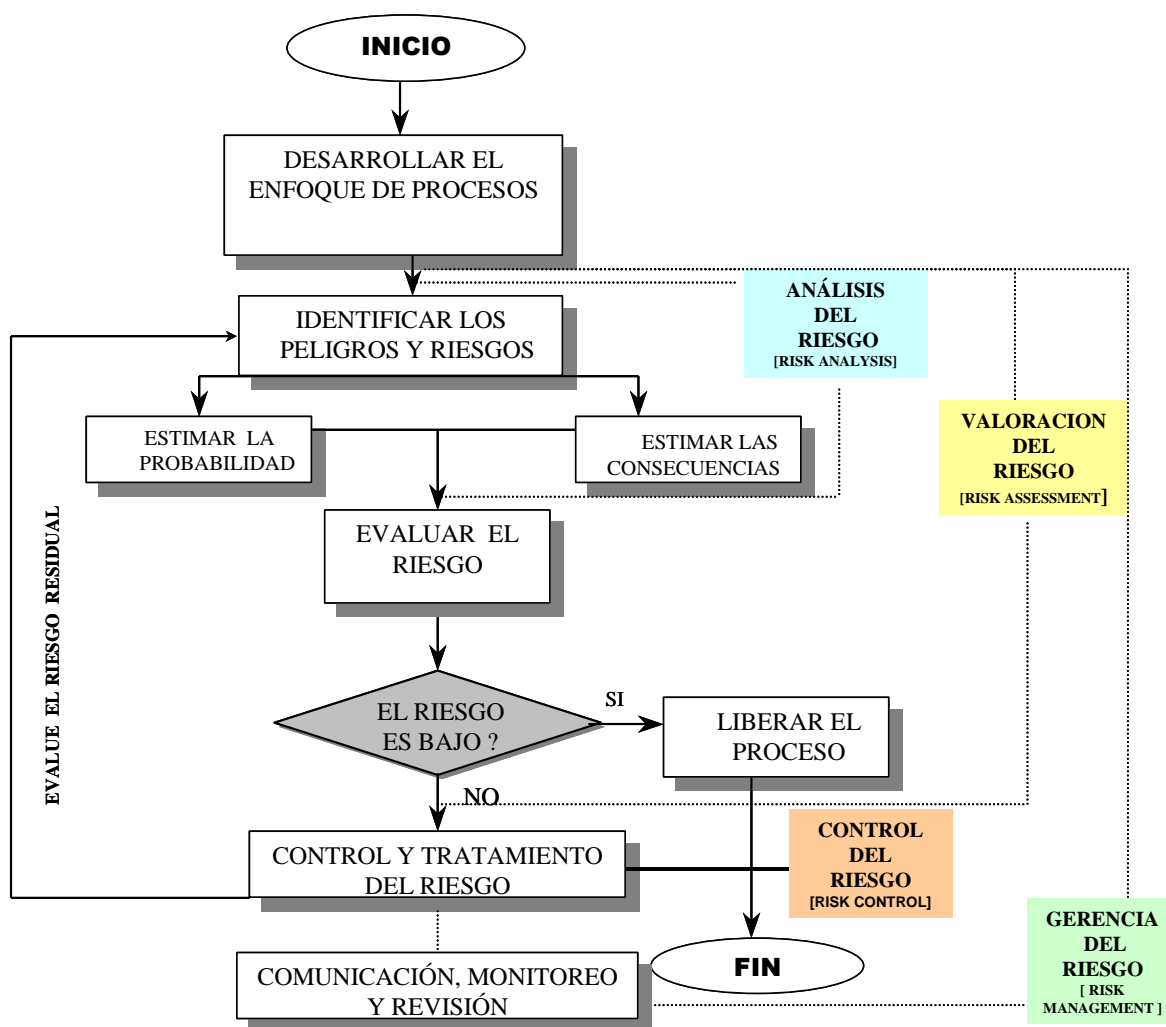 INICIO
DESARROLLAR EL
ENFOQUE DE PROCESOS
IDENTIFICAR LOS
PELIGROS Y RIESGOS
ANÁLISIS
DEL
RIESGO
[RISK ANALYSIS]
ESTIMAR LA
PROBABILIDAD
ESTIMAR LAS
CONSECUENCIAS
VALORACION
DEL
RIESGO
[RISK ASSESSMENT]
EVALUAR EL
RIESGO
EVALUE EL RIESGO RESIDUAL
EL RIESGO
ES BAJO ?
SI
LIBERAR EL
PROCESO
NO
CONTROL Y TRATAMIENTO
DEL RIESGO
CONTROL
DEL
RIESGO
[RISK CONTROL]
COMUNICACIÓN, MONITOREO
Y REVISIÓN
FIN
GERENCIA
DEL
RIESGO
[ RISK
MANAGEMENT ]